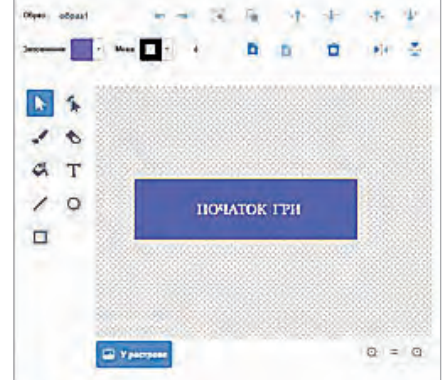 Образ образ1
Заповнення Межа 4
T
ПОЧАТОК ГРИ
У растрове